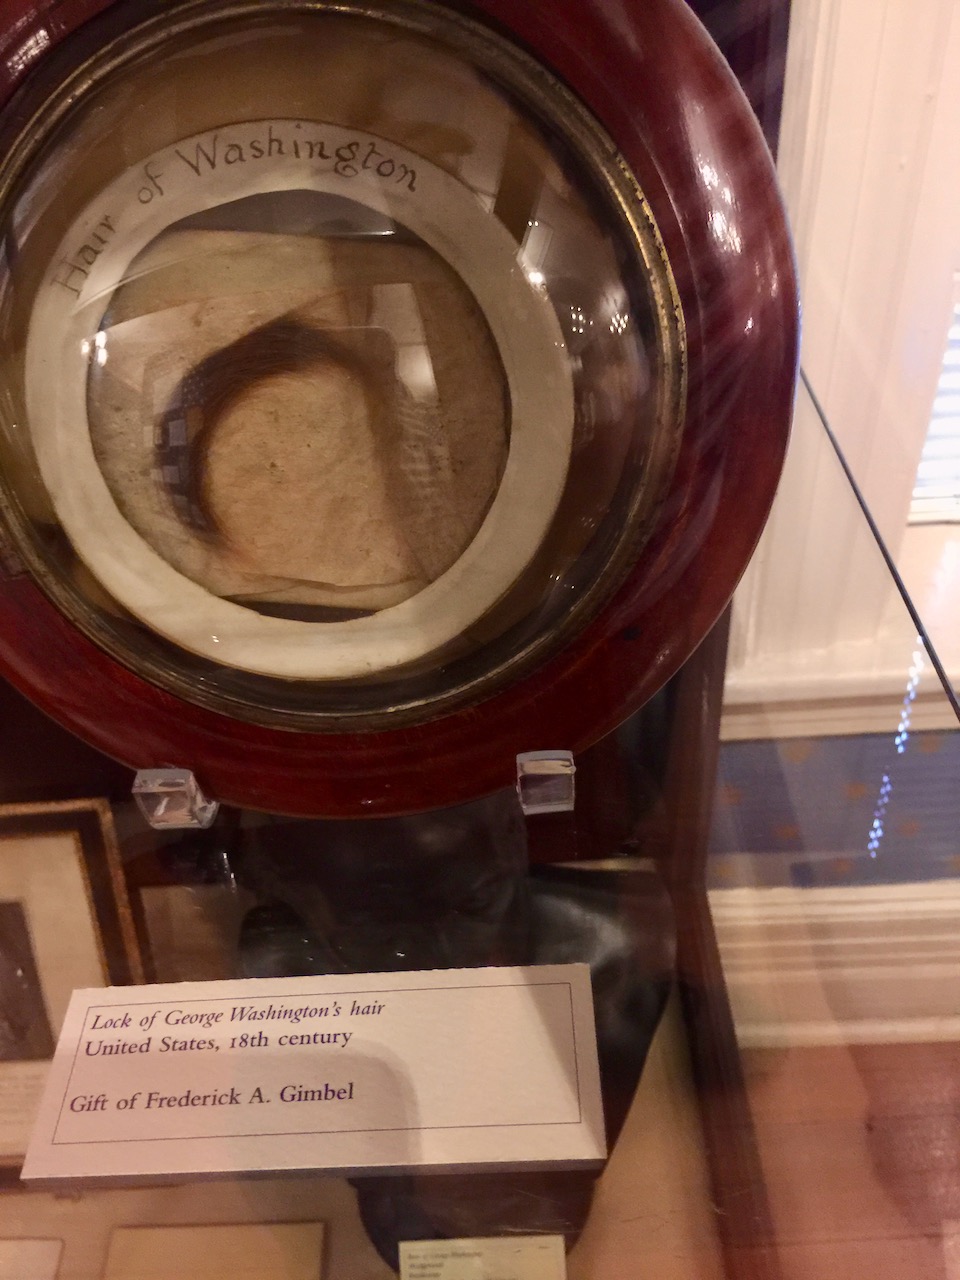 Hair of Washington
Lock of George Washington's hair
United States, 18th century
Gift of Frederick A. Gimbel